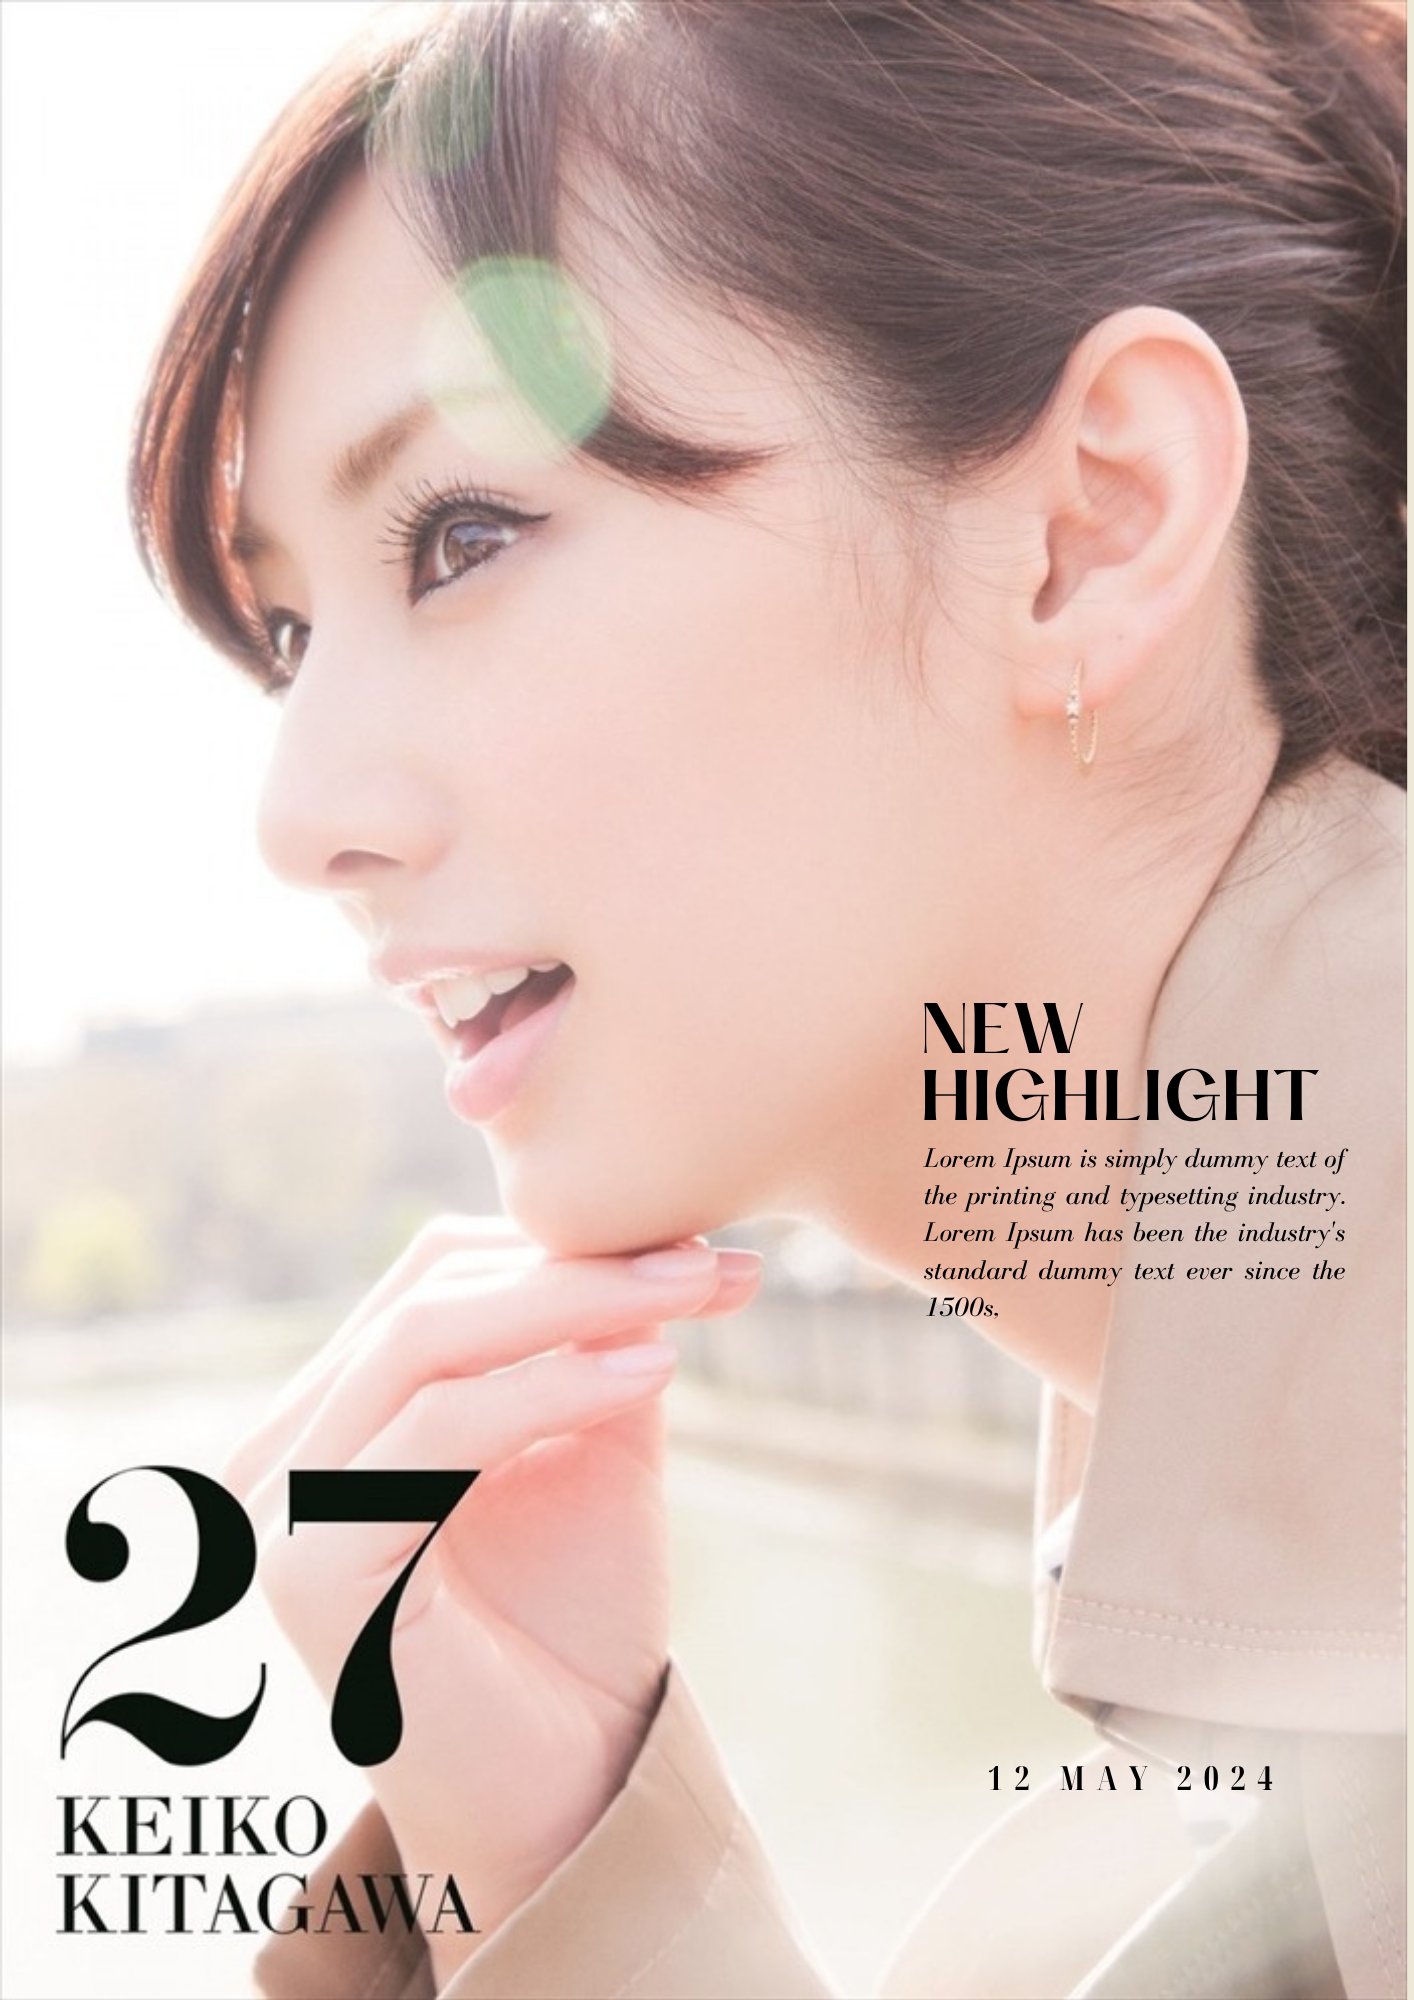 NEW
HIGHLIGHT
Lorem Ipsum is simply dummy text of
the printing and typesetting industry.
Lorem Ipsum has been the industry's
standard dummy text ever since the
1500s,
27
KEIKO
KITAGAWA
12 MAY 2024